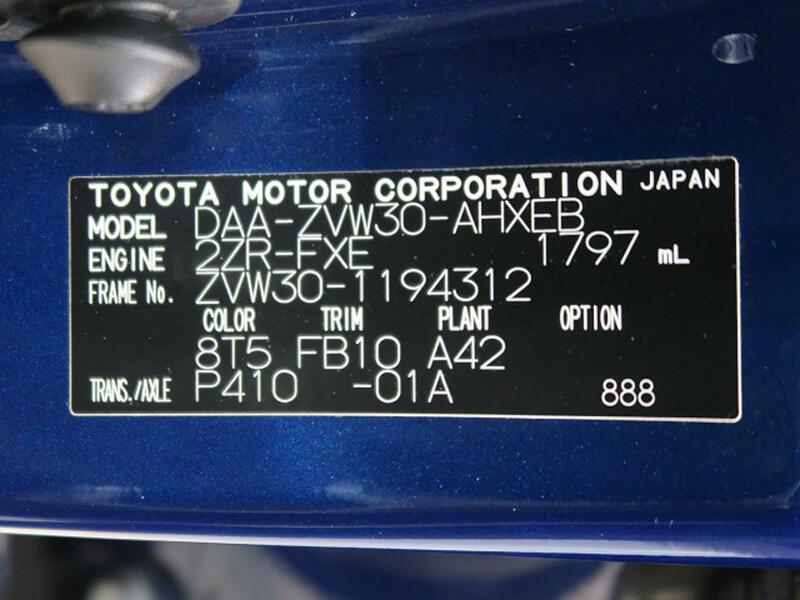 TOYOTA MOTOR CORPORATION JAPAN
MODEL DAA-ZVW30-AHXEB
ENGINE 2ZR-FXE 1797 mL
FRAME No. ZVW30-1194312
COLOR TRIM PLANT OPTION
8T5 FB10 A42
TRANS./AXLE P410 -01A 888